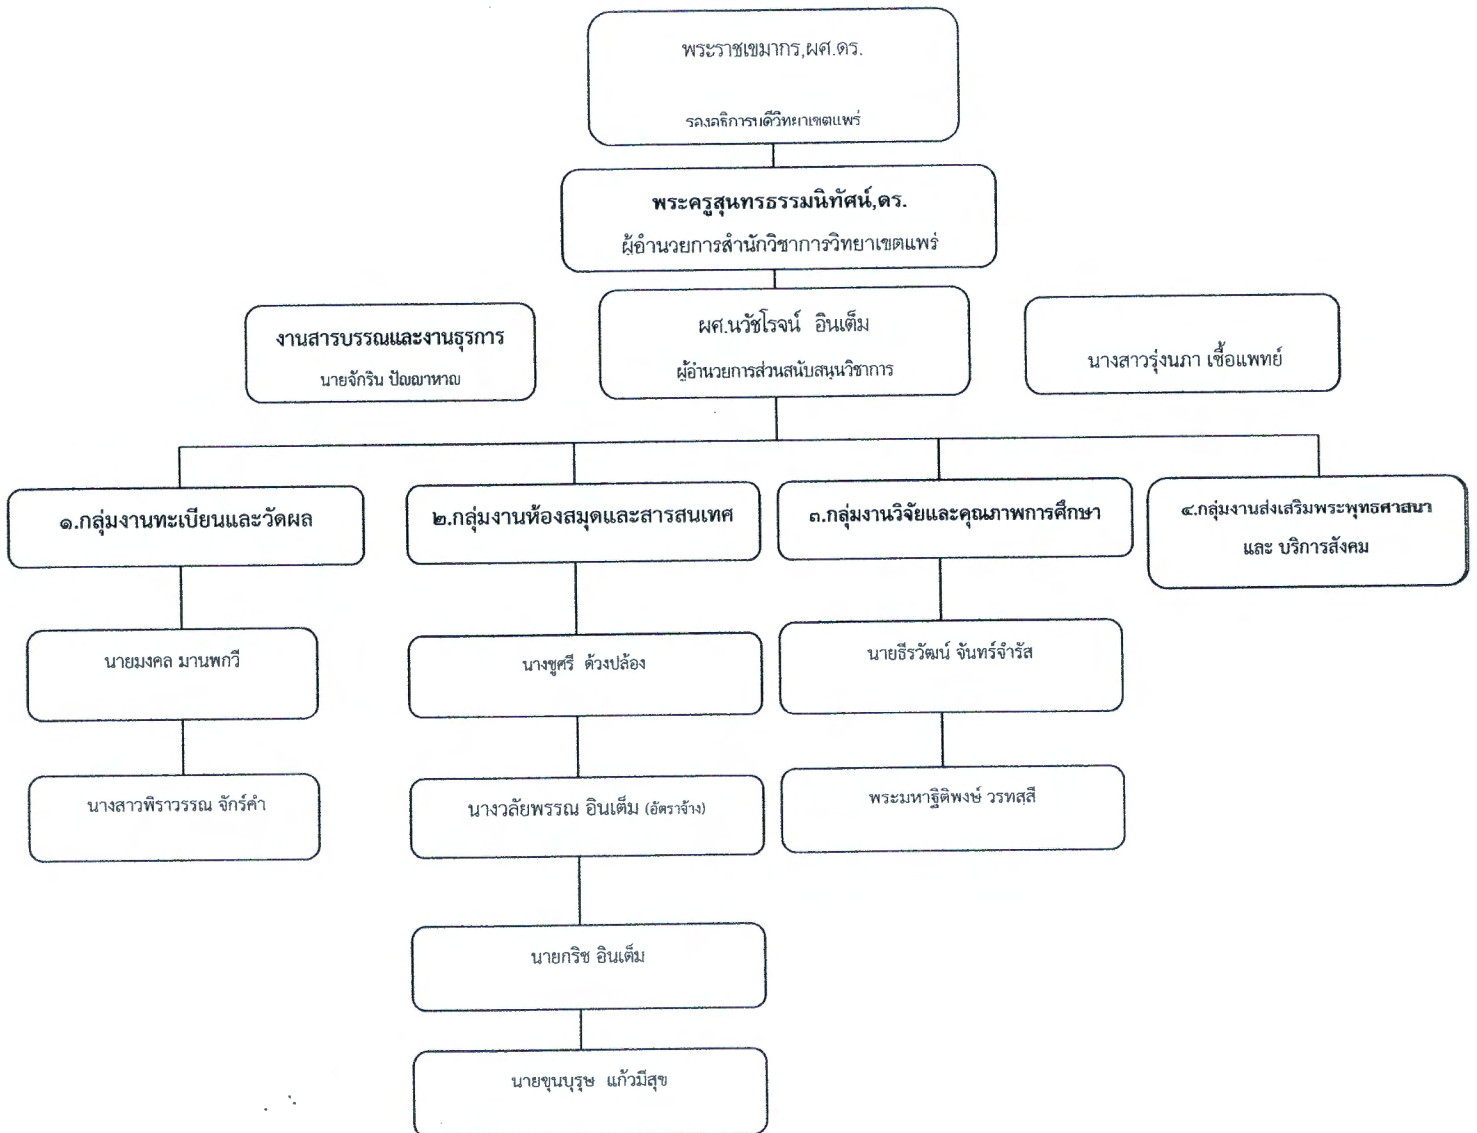 พระราชเขมากร,ผศ.ดร.
รองอธิการบดีวิทยาเขตแพร่
พระครูสุนทรธรรมนิทัศน์,ดร.
ผู้อำนวยการสำนักวิชาการวิทยาเขตแพร่
งานสารบรรณและงานธุรการ
นายจักริน ปัญญาหาญ
ผศ.นวัชโรจน์ อินเต็ม
ผู้อำนวยการส่วนสนับสนุนวิชาการ
นางสาวรุ่งนภา เชื้อแพทย์
๑.กลุ่มงานทะเบียนและวัดผล
๒.กลุ่มงานห้องสมุดและสารสนเทศ
๓.กลุ่มงานวิจัยและคุณภาพการศึกษา
๔.กลุ่มงานส่งเสริมพระพุทธศาสนา
และ บริการสังคม
นายมงคล มานพกวี
นางชูศรี ด้วงปล้อง
นายธีรวัฒน์ จันทร์จำรัส
นางสาวพิราวรรณ จักร์คำ
นางวลัยพรรณ อินเต็ม (อัตราจ้าง)
พระมหาฐิติพงษ์ วรทสฺสี
นายกริช อินเต็ม
นายขุนบุรุษ แก้วมีสุข